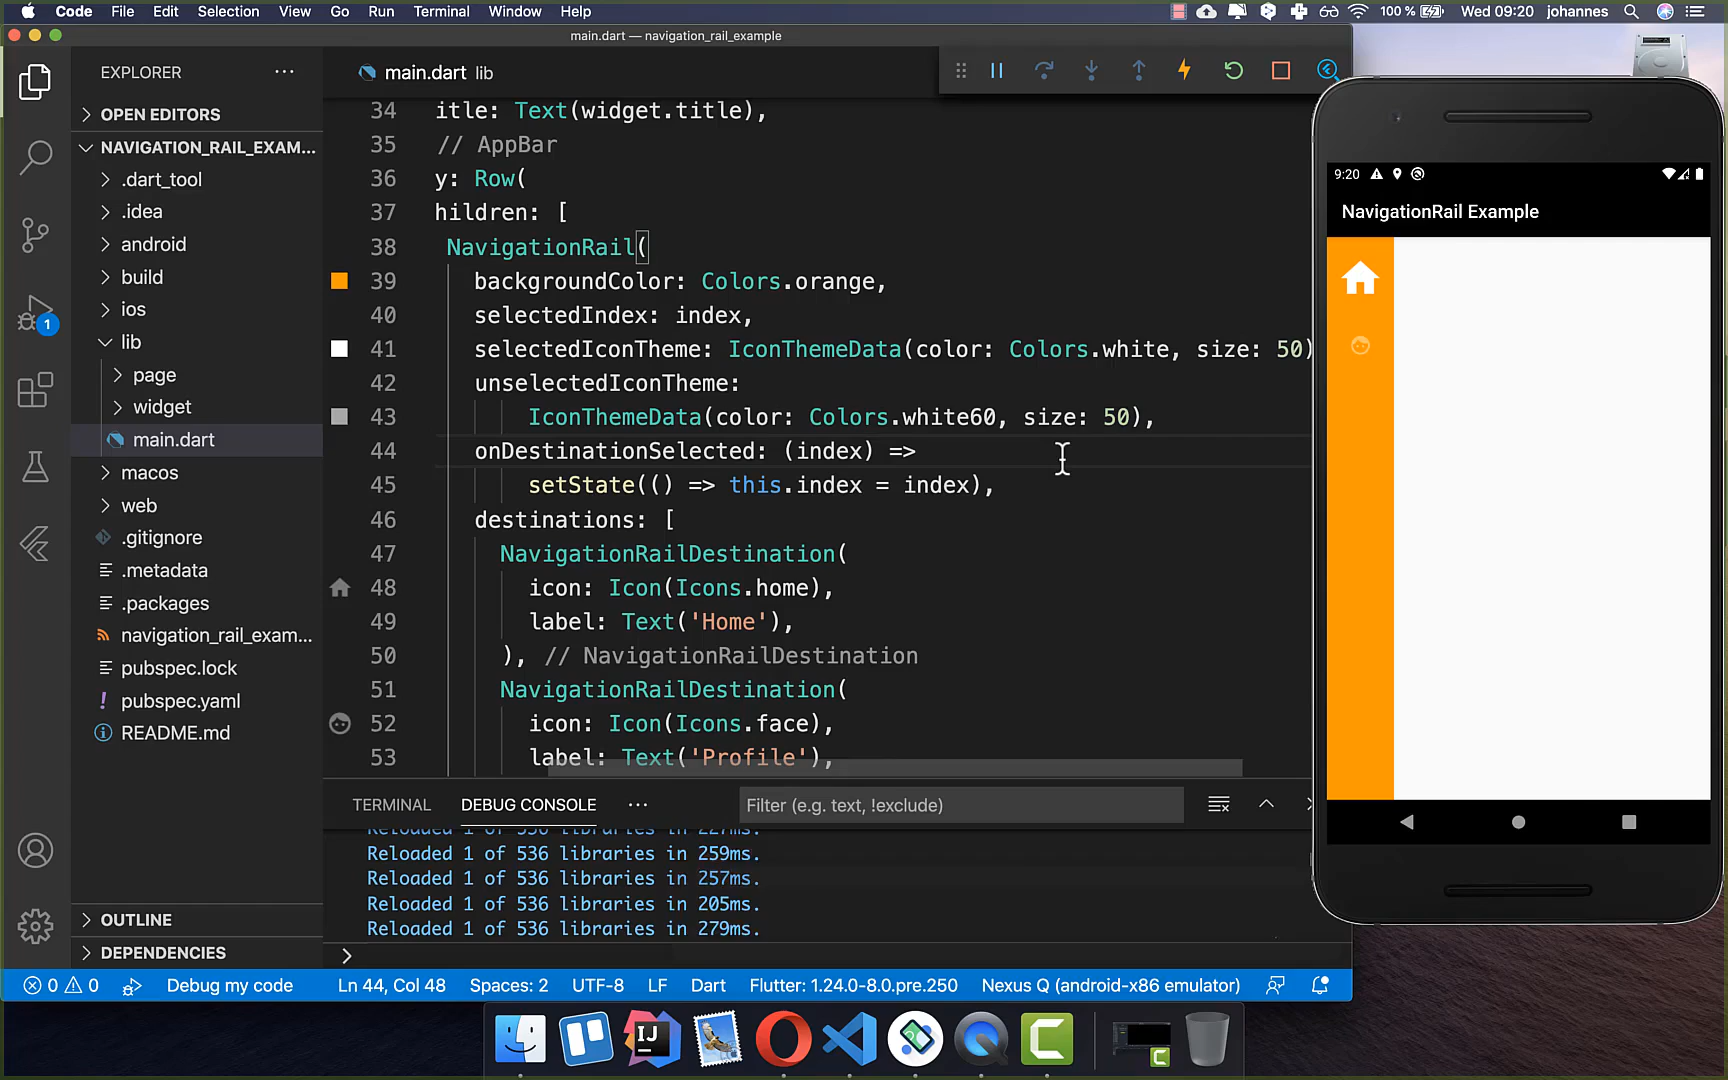 Code File Edit Selection View Go Run Terminal Window Help 100 % Wed 09:20 johannes
main.dart — navigation_rail_example
EXPLORER
main.dart lib
OPEN EDITORS
NAVIGATION_RAIL_EXAM...
.dart_tool
.idea
android
build
ios
lib
page
widget
main.dart
macos
web
.gitignore
.metadata
.packages
navigation_rail_exam...
pubspec.lock
pubspec.yaml
README.md
OUTLINE
DEPENDENCIES
1
34 itle: Text(widget.title),
35 // AppBar
36 y: Row(
37 hildren: [
38 NavigationRail(
39 backgroundColor: Colors.orange,
40 selectedIndex: index,
41 selectedIconTheme: IconThemeData(color: Colors.white, size: 50)
42 unselectedIconTheme:
43 IconThemeData(color: Colors.white60, size: 50),
44 onDestinationSelected: (index) =>
45 setState(() => this.index = index),
46 destinations: [
47 NavigationRailDestination(
48 icon: Icon(Icons.home),
49 label: Text('Home'),
50 ), // NavigationRailDestination
51 NavigationRailDestination(
52 icon: Icon(Icons.face),
53 label: Text('Profile'),
TERMINAL DEBUG CONSOLE ··· Filter (e.g. text, !exclude)
Reloaded 1 of 536 libraries in 227ms.
Reloaded 1 of 536 libraries in 259ms.
Reloaded 1 of 536 libraries in 257ms.
Reloaded 1 of 536 libraries in 205ms.
Reloaded 1 of 536 libraries in 279ms.
0 0 Debug my code Ln 44, Col 48 Spaces: 2 UTF-8 LF Dart Flutter: 1.24.0-8.0.pre.250 Nexus Q (android-x86 emulator)
9:20
NavigationRail Example
IJ